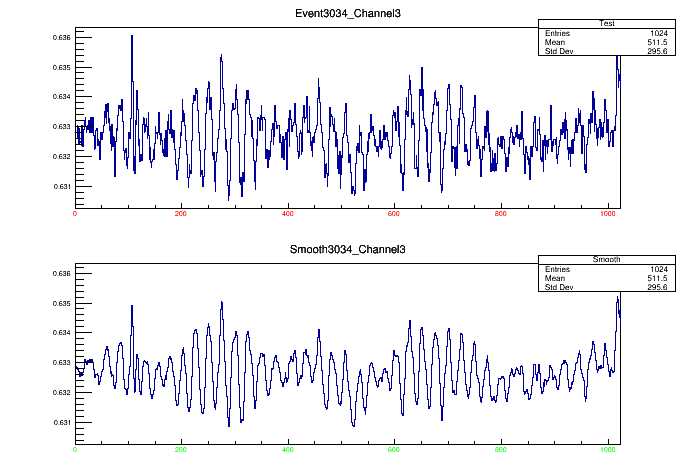 Event3034_Channel3
Test
Entries 1024
Mean 511.5
Std Dev 295.6
0.636
0.635
0.634
0.633
0.632
0.631
0 200 400 600 800 1000
Smooth3034_Channel3
Smooth
Entries 1024
Mean 511.5
Std Dev 295.6
0.636
0.635
0.634
0.633
0.632
0.631
0 200 400 600 800 1000